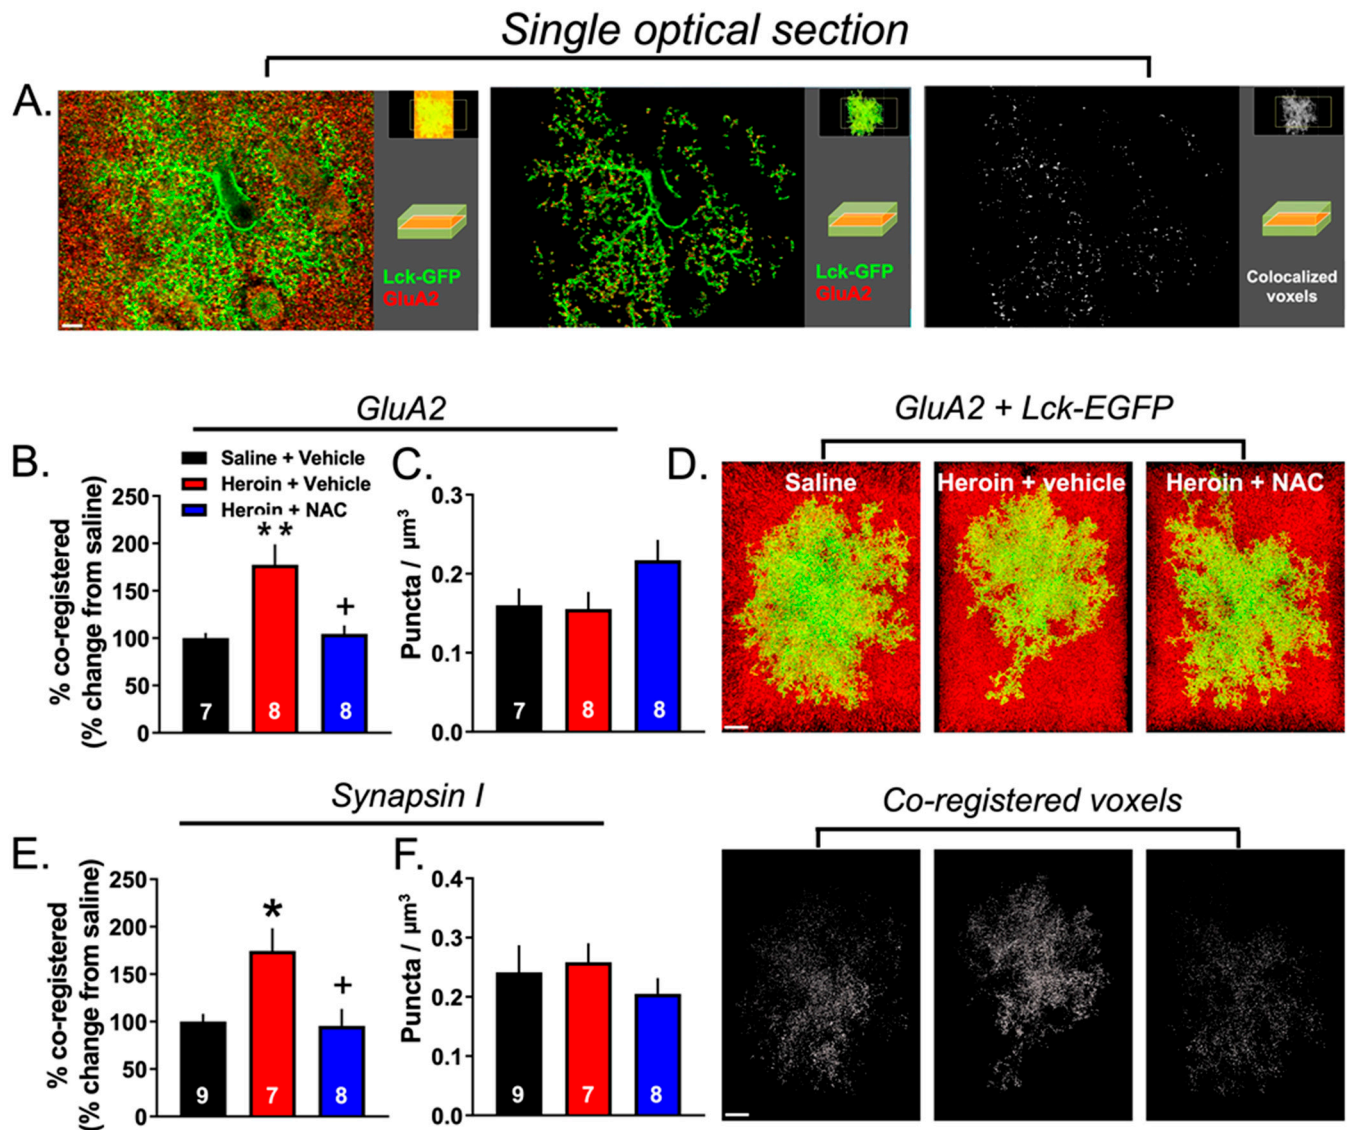 Single optical section
A.
Lck-GFP
GluA2
Lck-GFP
GluA2
Colocalized
voxels
GluA2
GluA2 + Lck-EGFP
B.
Saline + Vehicle
Heroin + Vehicle
Heroin + NAC
% co-registered
(% change from saline)
250
200
150
100
50
0
**
+
7
8
8
C.
Puncta / µm³
0.3
0.2
0.1
0.0
7
8
8
D.
Saline
Heroin + vehicle
Heroin + NAC
Synapsin I
Co-registered voxels
E.
% co-registered
(% change from saline)
250
200
150
100
50
0
*
+
9
7
8
F.
Puncta / µm³
0.4
0.3
0.2
0.1
0.0
9
7
8